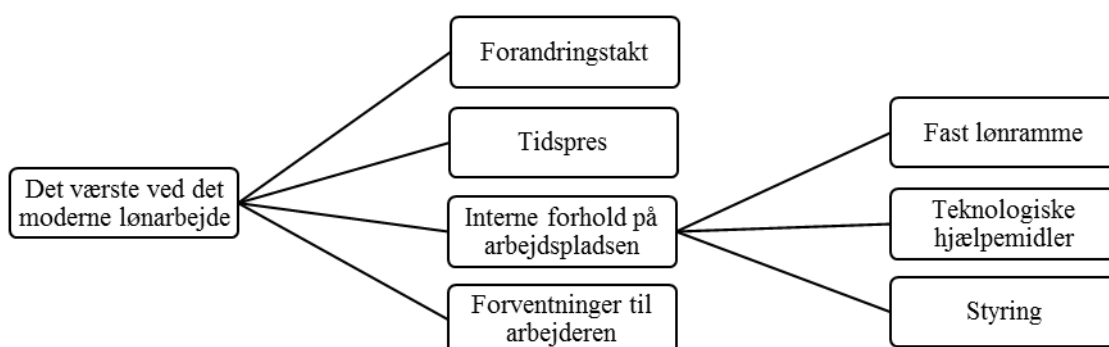 Det værste ved det
moderne lønarbejde
Forandringstakt
Tidspres
Interne forhold på
arbejdspladsen
Forventninger til
arbejderen
Fast lønramme
Teknologiske
hjælpemidler
Styring